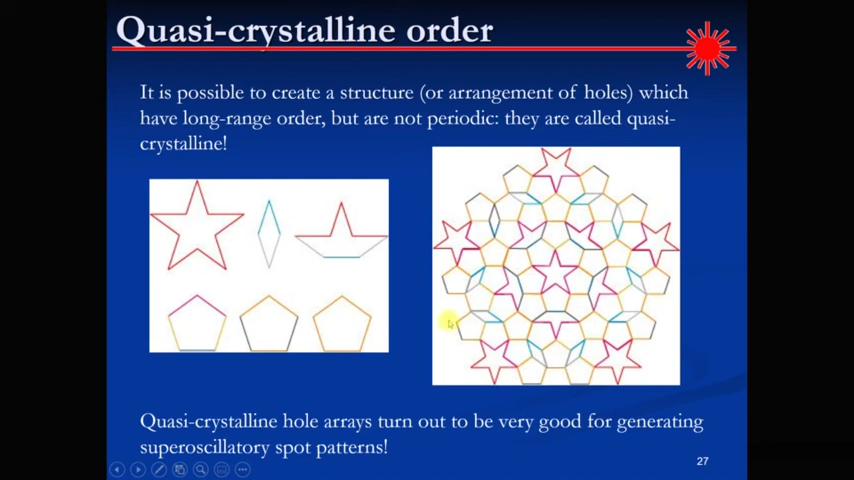 Quasi-crystalline order
It is possible to create a structure (or arrangement of holes) which
have long-range order, but are not periodic: they are called quasi-
crystalline!
Quasi-crystalline hole arrays turn out to be very good for generating
superoscillatory spot patterns!
27